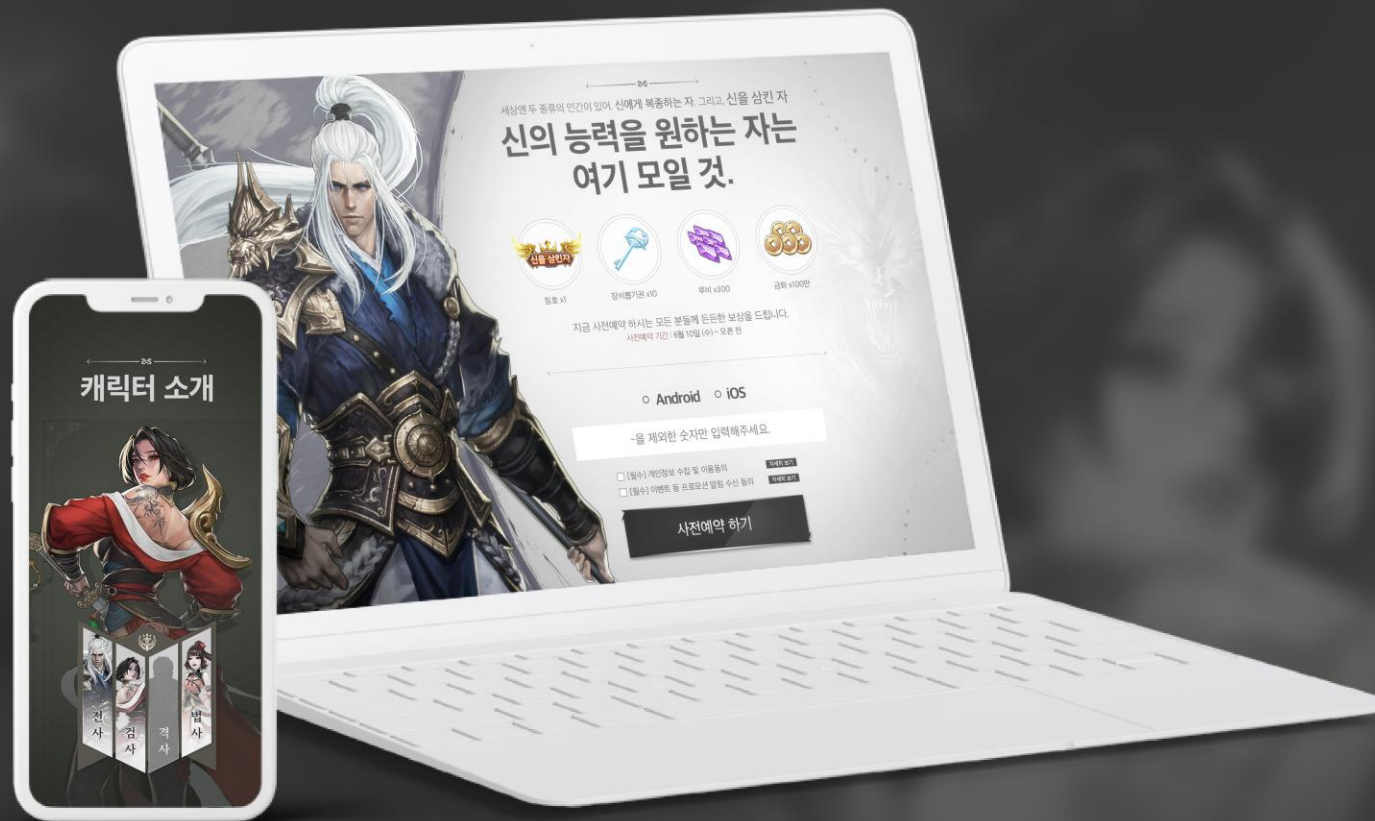 세상엔 두 종류의 인간이 있어. 신에게 복종하는 자. 그리고, 신을 삼킨 자
신의 능력을 원하는 자는
여기 모일 것.
신을 삼킨자
칭호 x1
장비뽑기권 x10
루비 x300
금화 x100만
지금 사전예약 하시는 모든 분들께 든든한 보상을 드립니다.
사전예약 기간 : 6월 10일 (수) ~ 오픈 전
Android
iOS
-을 제외한 숫자만 입력해주세요.
[필수] 개인정보 수집 및 이용동의
자세히 보기
[필수] 이벤트 등 프로모션 알림 수신 동의
자세히 보기
사전예약 하기
캐릭터 소개
전사
검사
격사
법사